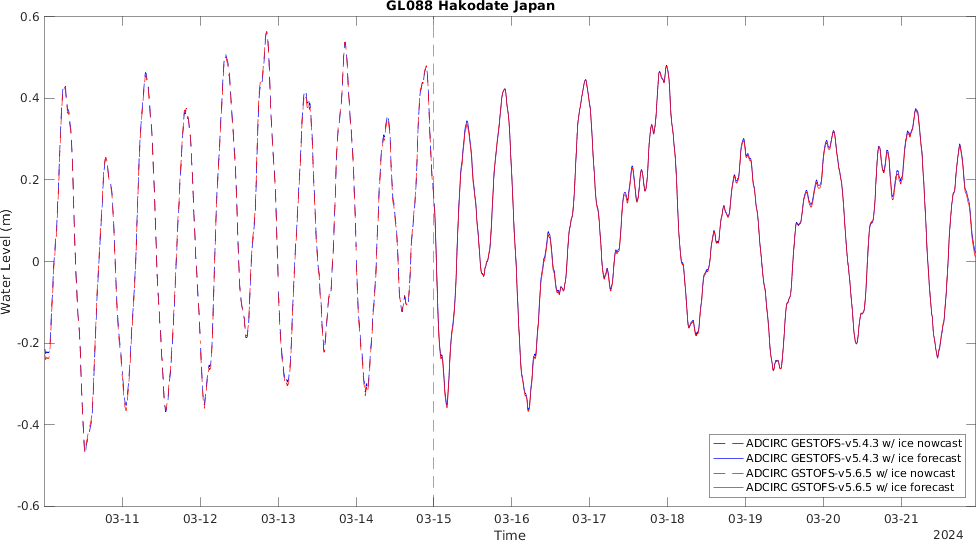 GL088 Hakodate Japan
0.6
0.4
0.2
0
-0.2
-0.4
-0.6
Water Level (m)
03-11 03-12 03-13 03-14 03-15 03-16 03-17 03-18 03-19 03-20 03-21
Time
2024
ADCIRC GESTOFS-v5.4.3 w/ ice nowcast
ADCIRC GESTOFS-v5.4.3 w/ ice forecast
ADCIRC GSTOFS-v5.6.5 w/ ice nowcast
ADCIRC GSTOFS-v5.6.5 w/ ice forecast